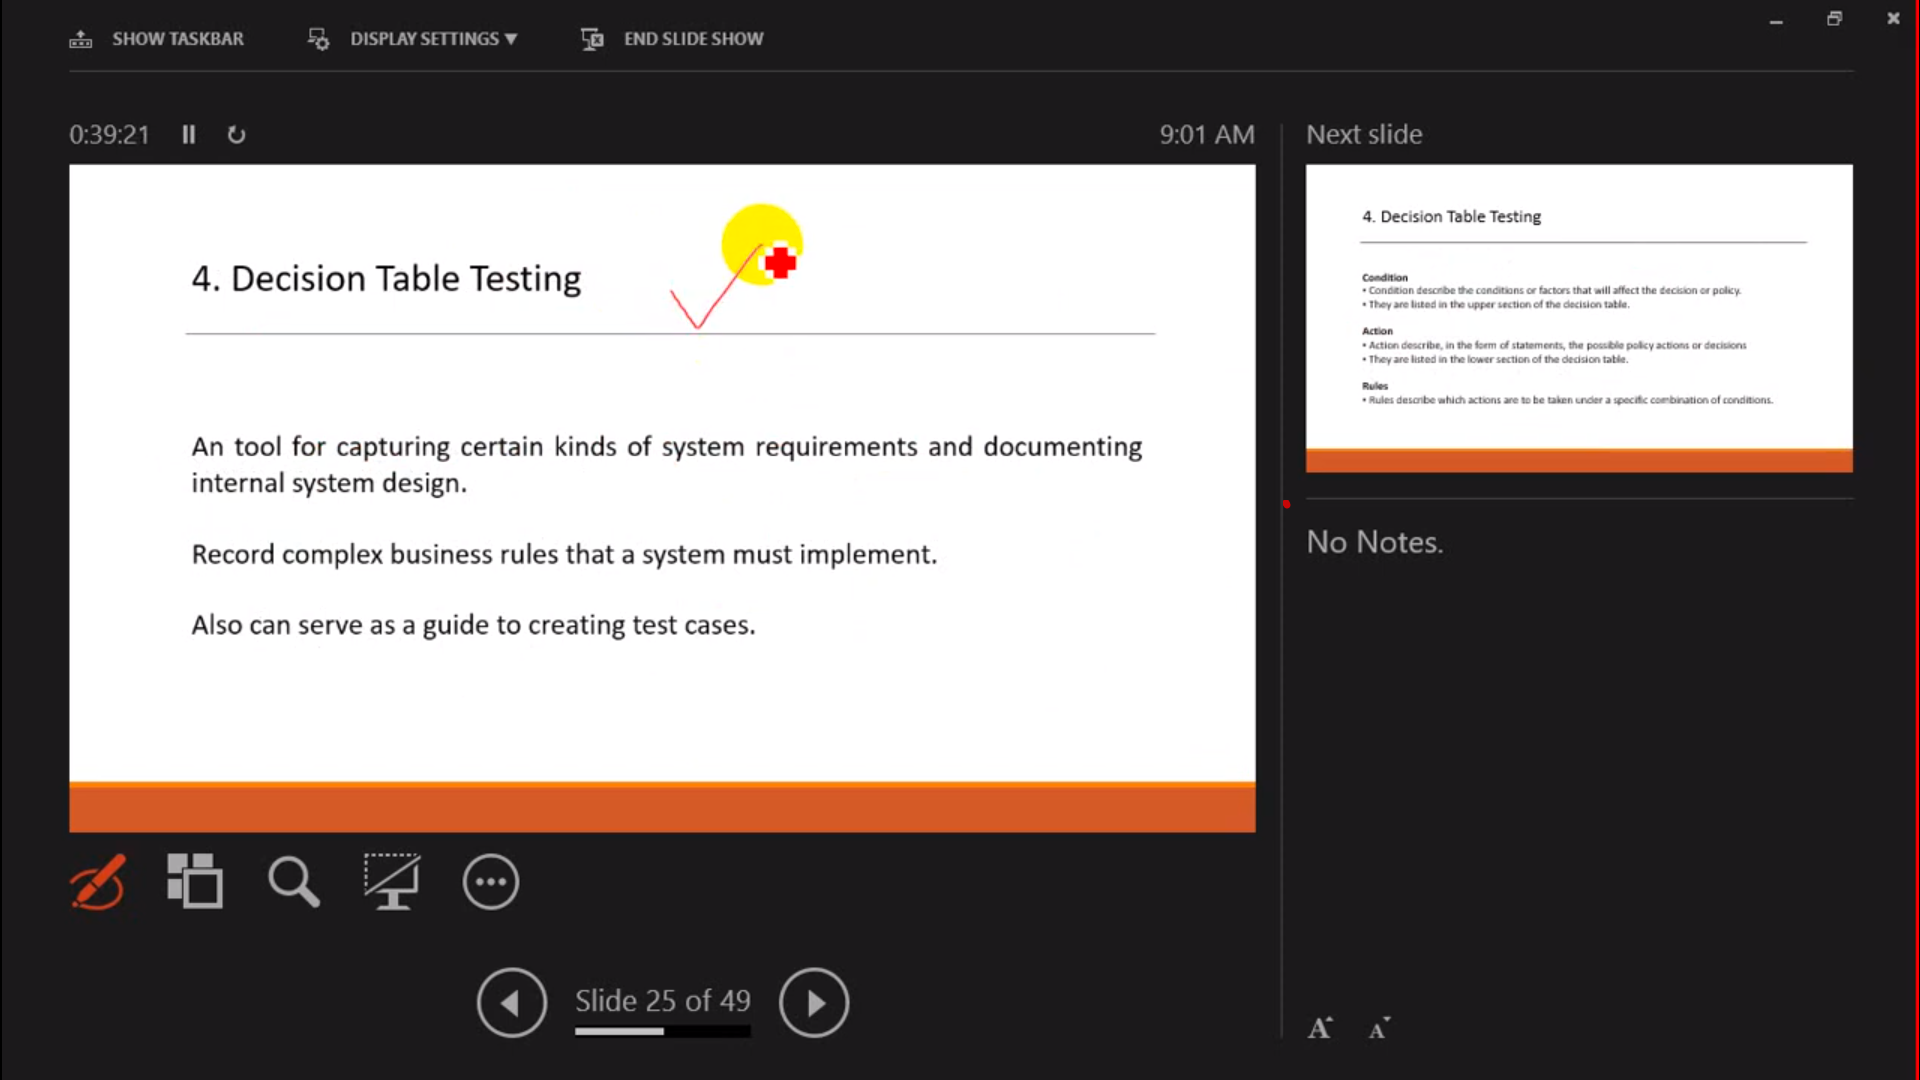 SHOW TASKBAR
DISPLAY SETTINGS ▼
END SLIDE SHOW
0:39:21
9:01 AM
4. Decision Table Testing
An tool for capturing certain kinds of system requirements and documenting
internal system design.
Record complex business rules that a system must implement.
Also can serve as a guide to creating test cases.
Slide 25 of 49
Next slide
4. Decision Table Testing
Condition
• Condition describe the conditions or factors that will affect the decision or policy.
• They are listed in the upper section of the decision table.
Action
• Action describe, in the form of statements, the possible policy actions or decisions
• They are listed in the lower section of the decision table.
Rules
• Rules describe which actions are to be taken under a specific combination of conditions.
No Notes.
A A